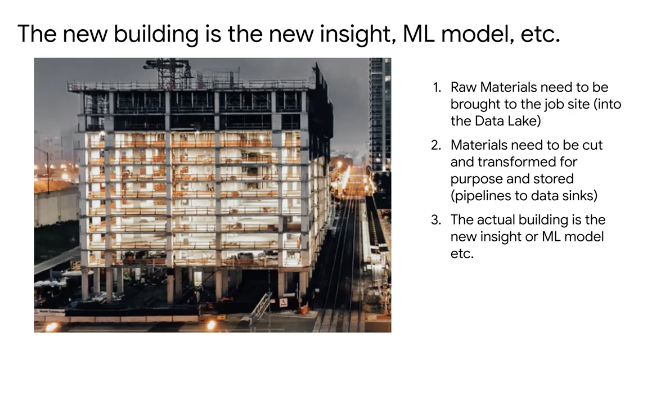 The new building is the new insight, ML model, etc.
1. Raw Materials need to be
brought to the job site (into
the Data Lake)
2. Materials need to be cut
and transformed for
purpose and stored
(pipelines to data sinks)
3. The actual building is the
new insight or ML model
etc.